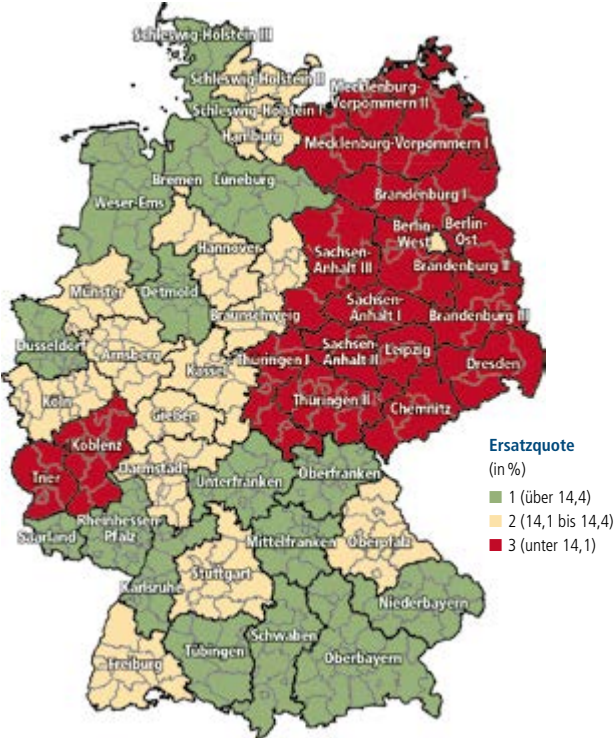 Schleswig-Holstein III
Schleswig-Holstein II
Mecklenburg-
Vorpommern II
Schleswig-Holstein I
Hamburg
Mecklenburg-Vorpommern I
Bremen
Lüneburg
Brandenburg I
Weser-Ems
Berlin-
West
Berlin-
Ost
Hannover
Sachsen-
Anhalt III
Brandenburg II
Münster
Detmold
Sachsen-
Anhalt I
Braunschweig
Brandenburg III
Düsseldorf
Arnsberg
Kassel
Thüringen I
Sachsen-
Anhalt II
Leipzig
Dresden
Köln
Gießen
Thüringen II
Chemnitz
Koblenz
Trier
Darmstadt
Unterfranken
Oberfranken
Ersatzquote
(in %)
1 (über 14,4)
2 (14,1 bis 14,4)
3 (unter 14,1)
Saarland
Rheinhessen-
Pfalz
Mittelfranken
Oberpfalz
Karlsruhe
Stuttgart
Niederbayern
Freiburg
Tübingen
Schwaben
Oberbayern